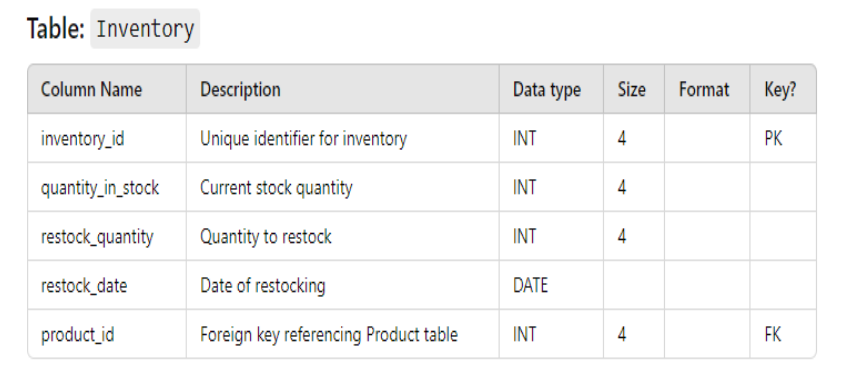 Table: Inventory
Column Name Description Data type Size Format Key?
inventory_id Unique identifier for inventory INT 4 PK
quantity_in_stock Current stock quantity INT 4
restock_quantity Quantity to restock INT 4
restock_date Date of restocking DATE
product_id Foreign key referencing Product table INT 4 FK